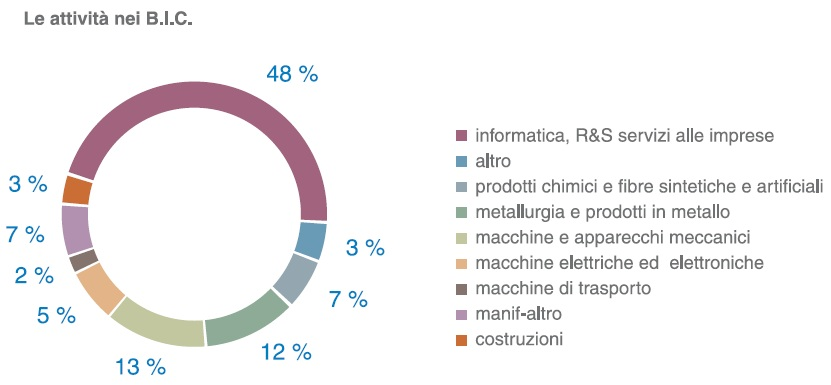 Le attività nei B.I.C.
48 %
3 %
7 %
2 %
5 %
13 %
12 %
7 %
3 %
informatica, R&S servizi alle imprese
altro
prodotti chimici e fibre sintetiche e artificiali
metallurgia e prodotti in metallo
macchine e apparecchi meccanici
macchine elettriche ed elettroniche
macchine di trasporto
manif-altro
costruzioni